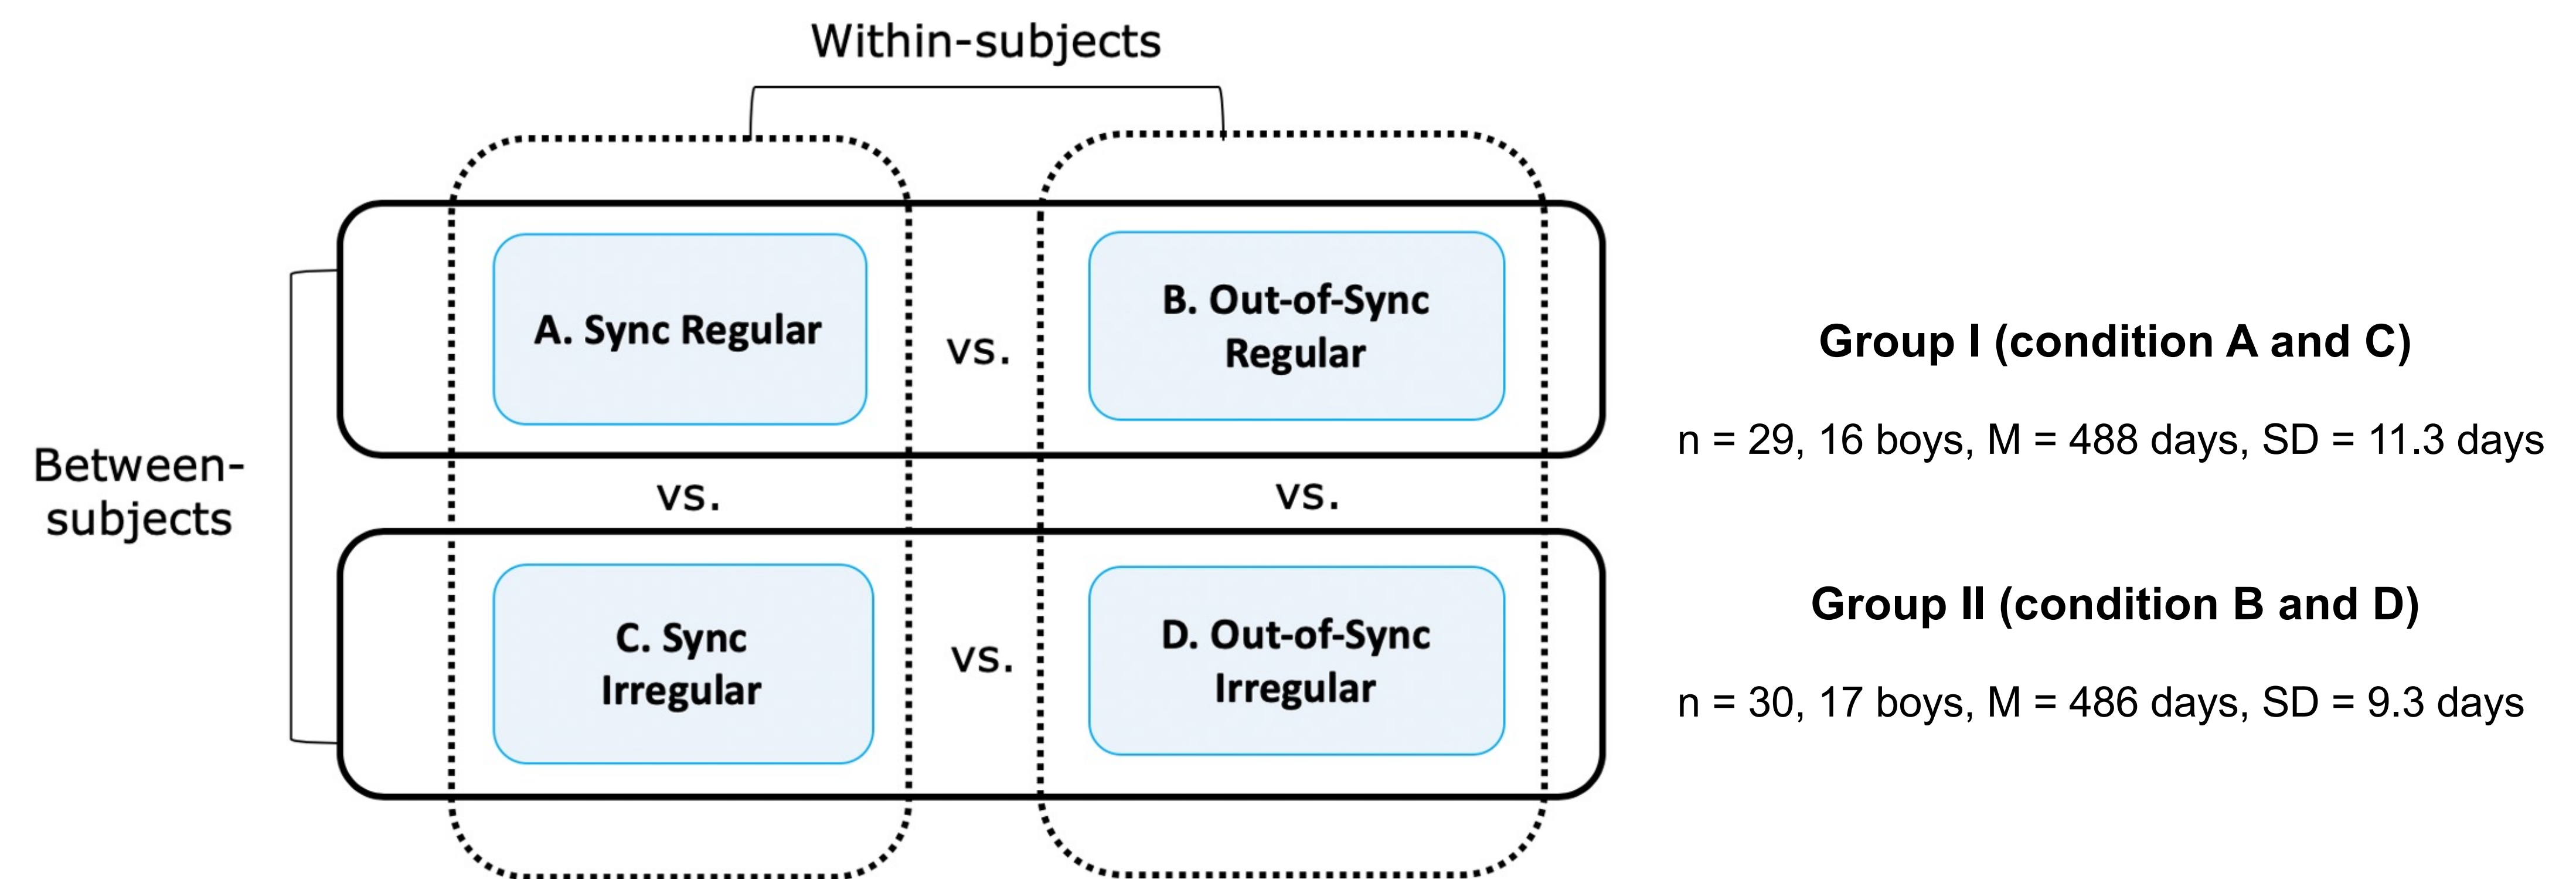 Within-subjects
A. Sync Regular
vs.
B. Out-of-Sync
Regular
Group I (condition A and C)
n = 29, 16 boys, M = 488 days, SD = 11.3 days
Between-
subjects
vs.
vs.
C. Sync
Irregular
vs.
D. Out-of-Sync
Irregular
Group II (condition B and D)
n = 30, 17 boys, M = 486 days, SD = 9.3 days